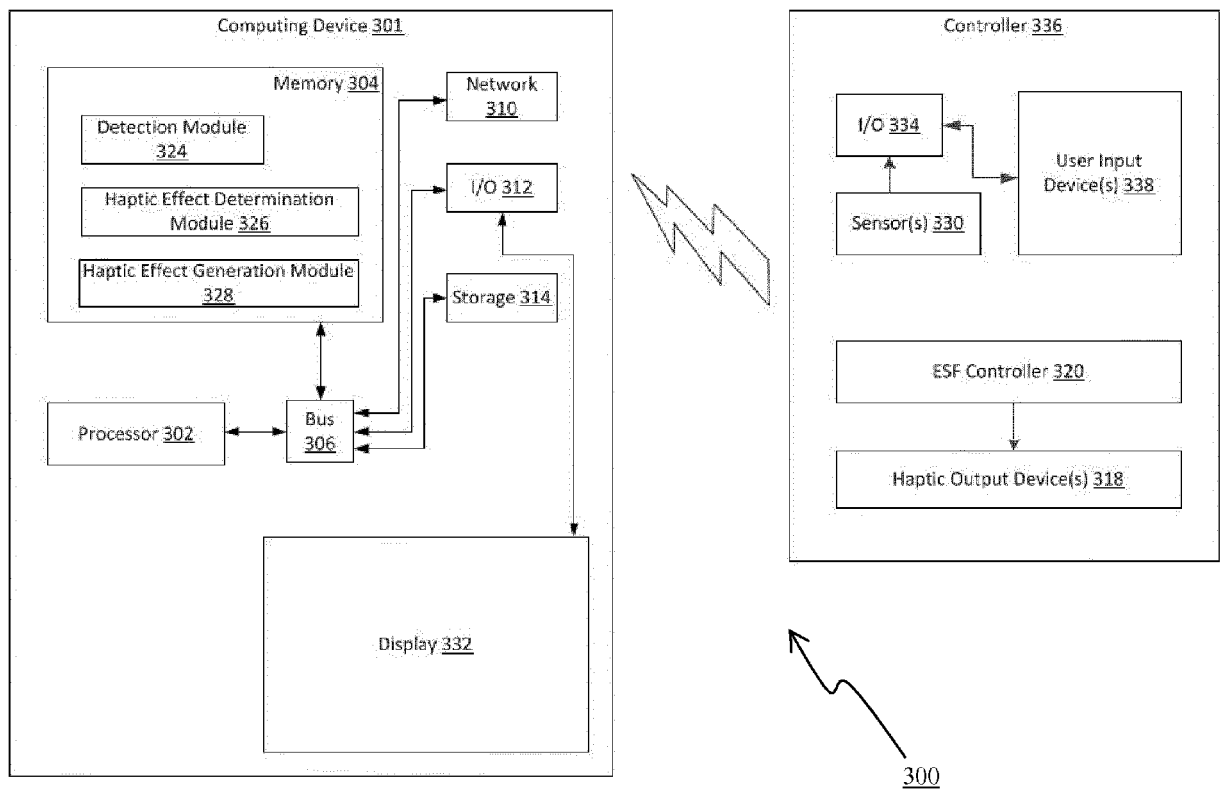 Computing Device 301
Memory 304
Detection Module
324
Haptic Effect Determination
Module 326
Haptic Effect Generation Module
328
Network
310
I/O 312
Storage 314
Processor 302
Bus
306
Display 332
Controller 336
I/O 334
Sensor(s) 330
User Input
Device(s) 338
ESF Controller 320
Haptic Output Device(s) 318
300